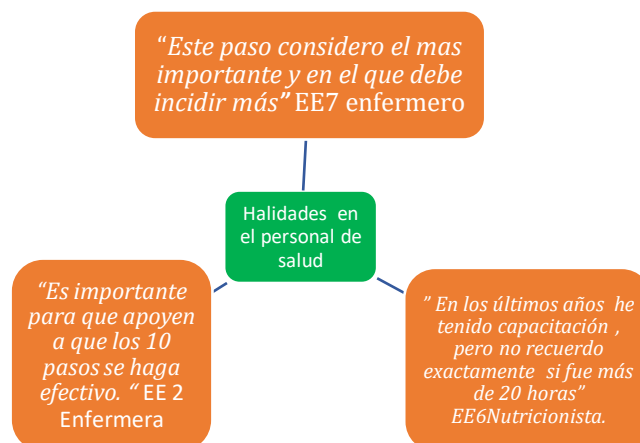 “Este paso considero el mas
importante y en el que debe
incidir más” EE7 enfermero
Halidades en
el personal de
salud
“Es importante
para que apoyen
a que los 10
pasos se haga
efectivo. “ EE 2
Enfermera
” En los últimos años he
tenido capacitación ,
pero no recuerdo
exactamente si fue más
de 20 horas”
EE6Nutricionista.